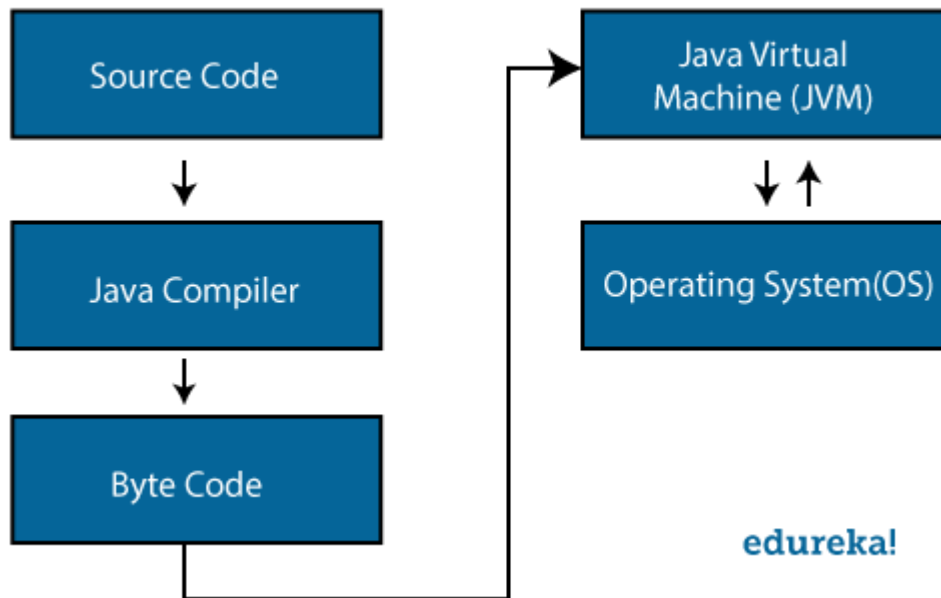 Source Code
Java Compiler
Byte Code
Java Virtual
Machine (JVM)
Operating System(OS)
edureka!